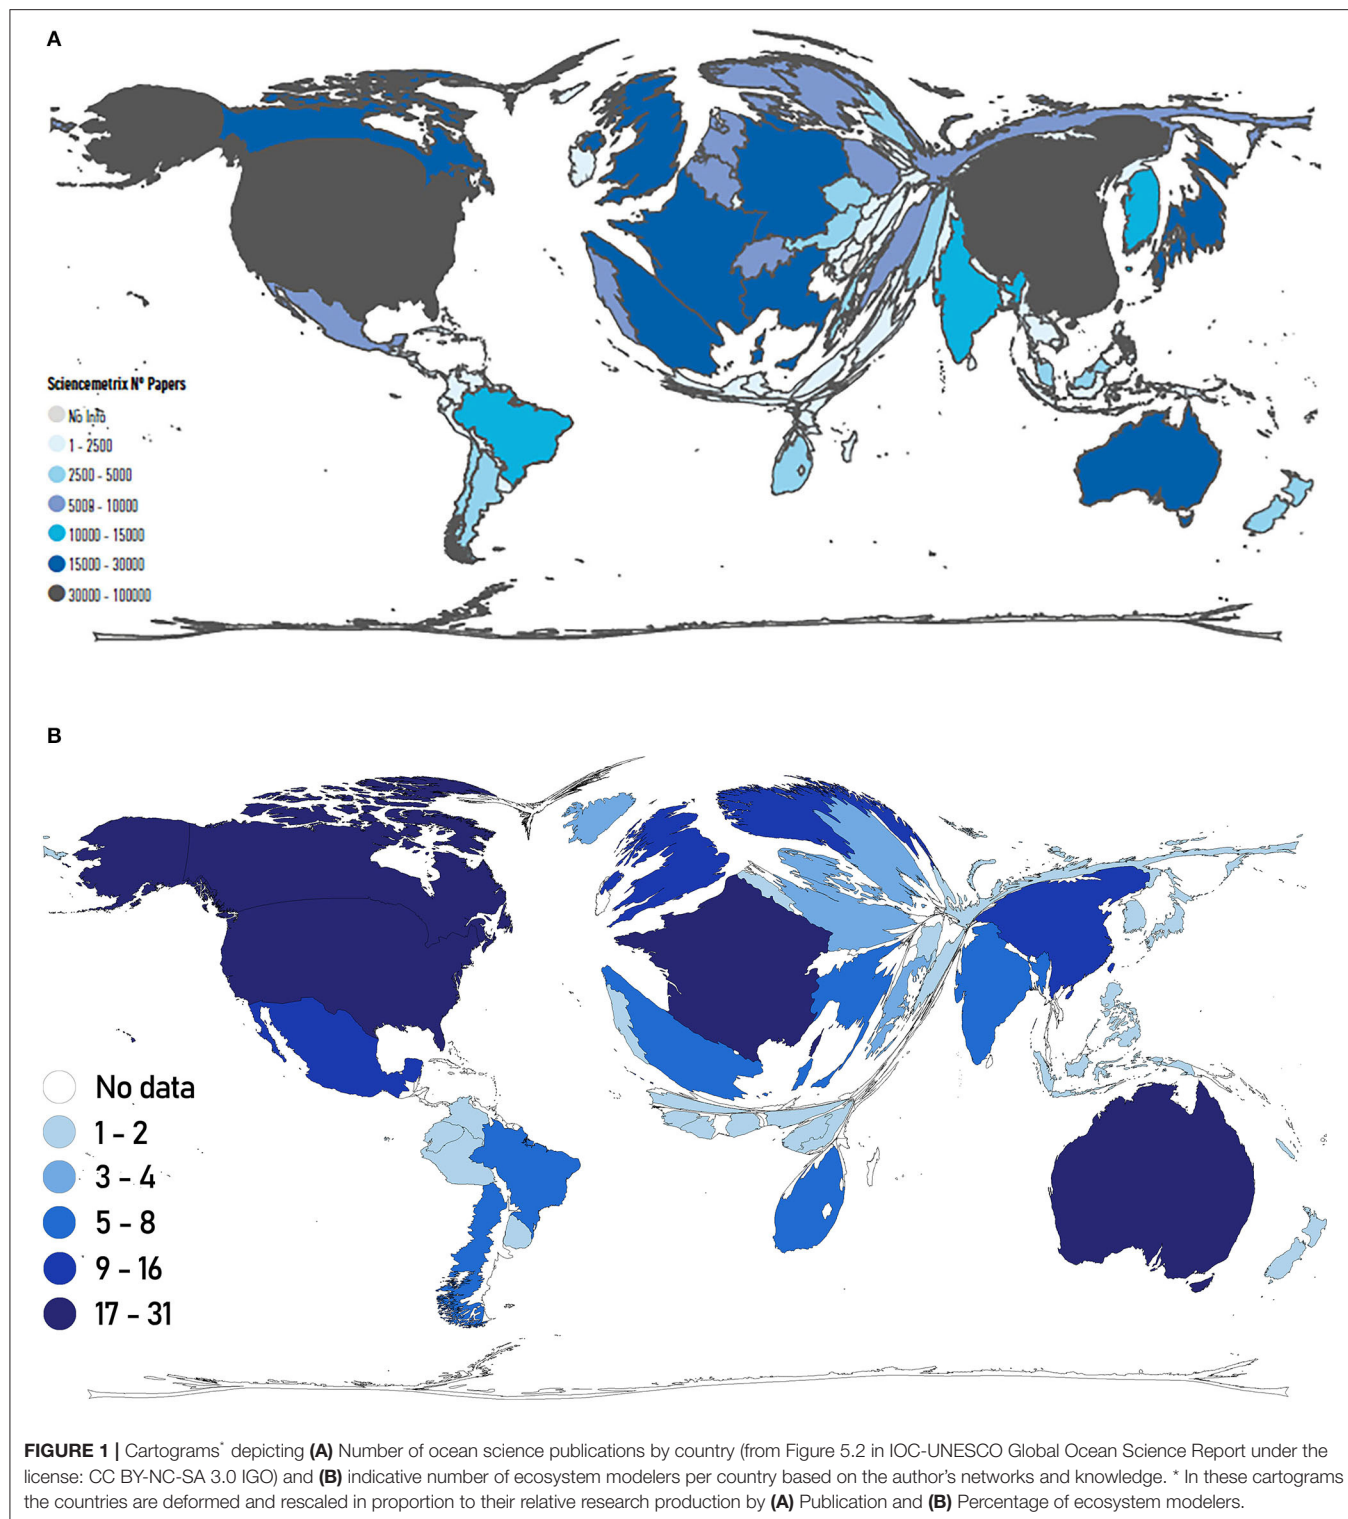 A
Sciencemetrix N° Papers
No Info
1 - 2500
2500 - 5000
5009 - 10000
10000 - 15000
15000 - 30000
30000 - 100000
B
No data
1 – 2
3 – 4
5 – 8
9 – 16
17 – 31
FIGURE 1 | Cartograms* depicting (A) Number of ocean science publications by country (from Figure 5.2 in IOC-UNESCO Global Ocean Science Report under the
license: CC BY-NC-SA 3.0 IGO) and (B) indicative number of ecosystem modelers per country based on the author's networks and knowledge. * In these cartograms
the countries are deformed and rescaled in proportion to their relative research production by (A) Publication and (B) Percentage of ecosystem modelers.